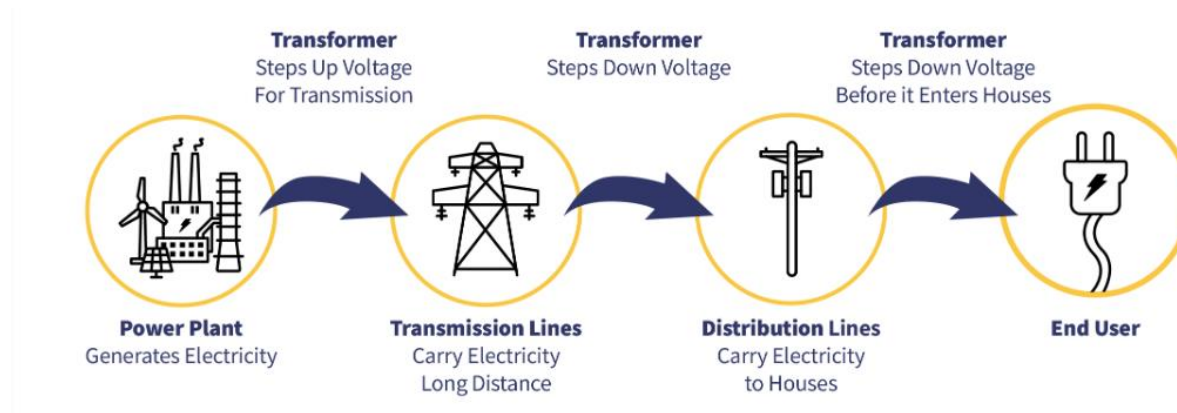 Transformer
Steps Up Voltage
For Transmission
Transformer
Steps Down Voltage
Transformer
Steps Down Voltage
Before it Enters Houses
Power Plant
Generates Electricity
Transmission Lines
Carry Electricity
Long Distance
Distribution Lines
Carry Electricity
to Houses
End User